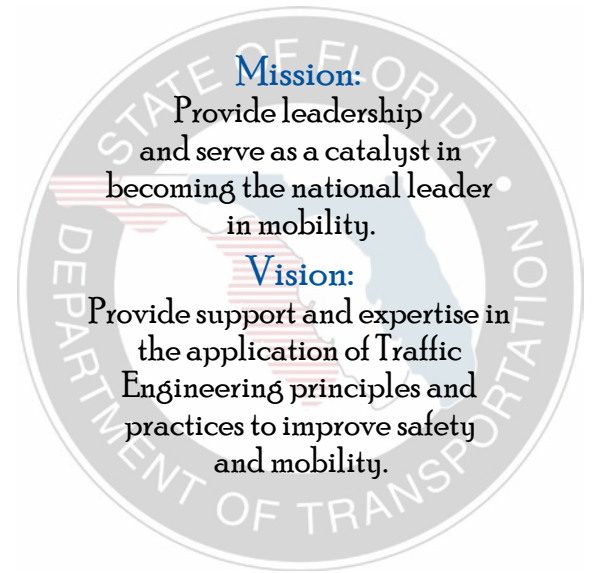 STATE OF FLORIDA
DEPARTMENT OF TRANSPORTATION
Mission:
Provide leadership
and serve as a catalyst in
becoming the national leader
in mobility.
Vision:
Provide support and expertise in
the application of Traffic
Engineering principles and
practices to improve safety
and mobility.